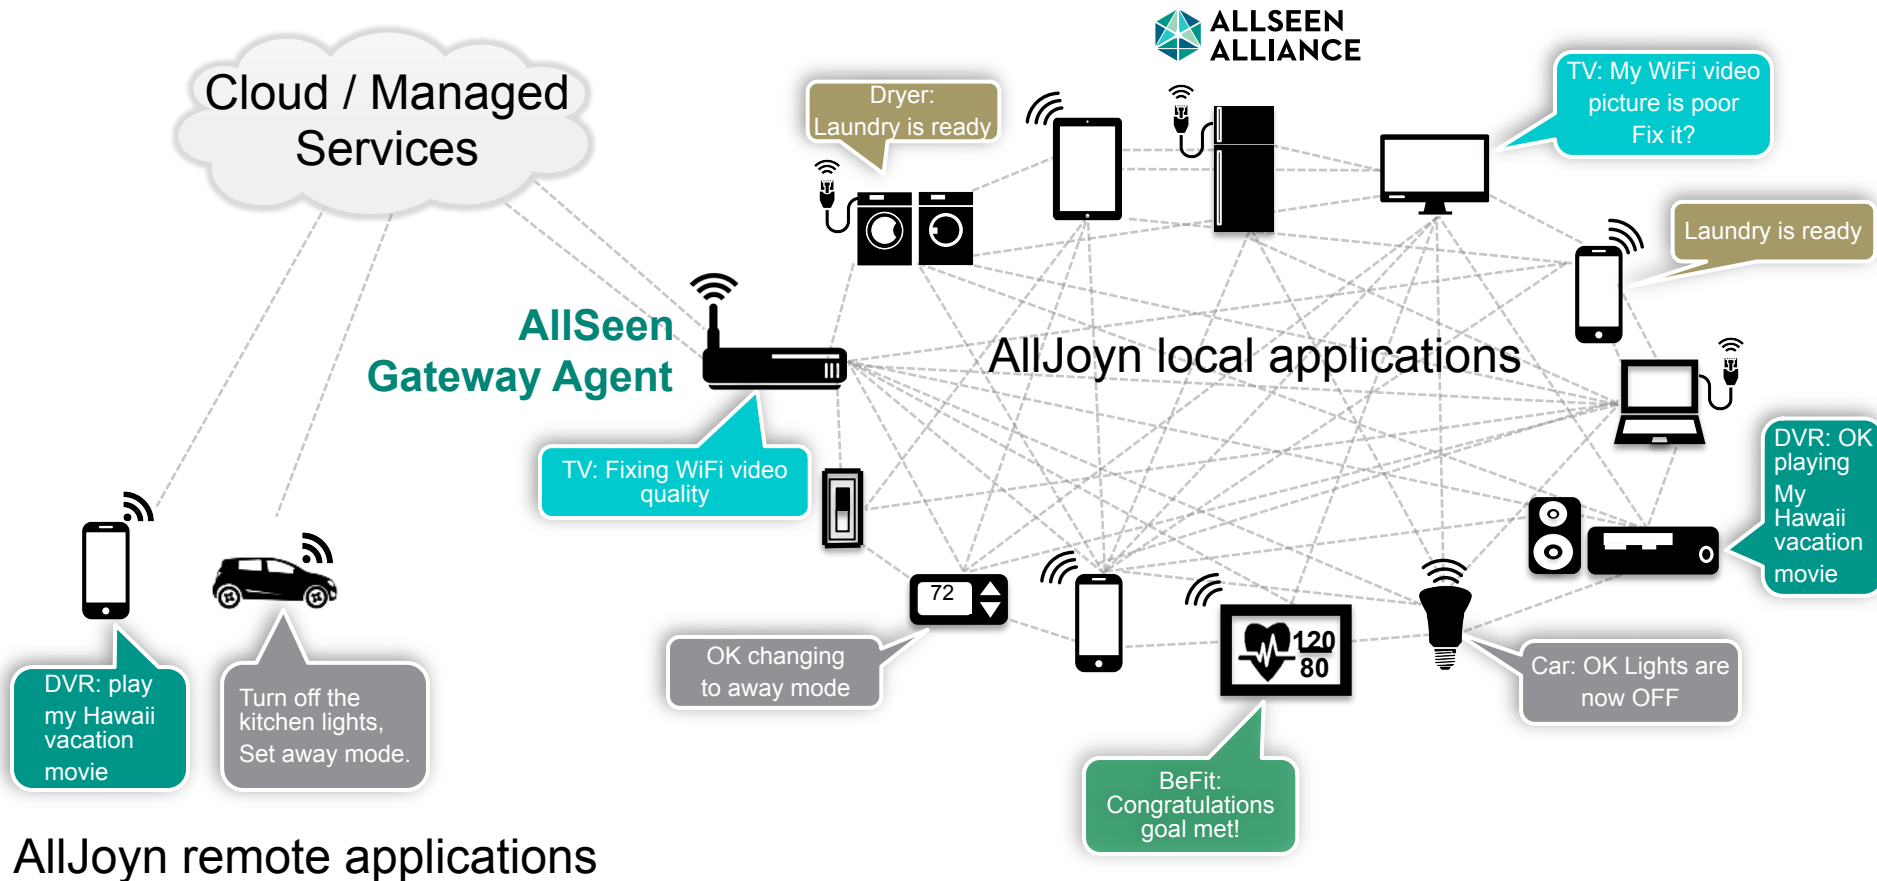 ALLSEEN
ALLIANCE
Cloud / Managed
Services
Dryer:
Laundry is ready
TV: My WiFi video
picture is poor
Fix it?
Laundry is ready
AllSeen
Gateway Agent
AllJoyn local applications
TV: Fixing WiFi video
quality
DVR: OK
playing
My
Hawaii
vacation
movie
72
OK changing
to away mode
120
80
Car: OK Lights are
now OFF
DVR: play
my Hawaii
vacation
movie
Turn off the
kitchen lights,
Set away mode.
BeFit:
Congratulations
goal met!
AllJoyn remote applications